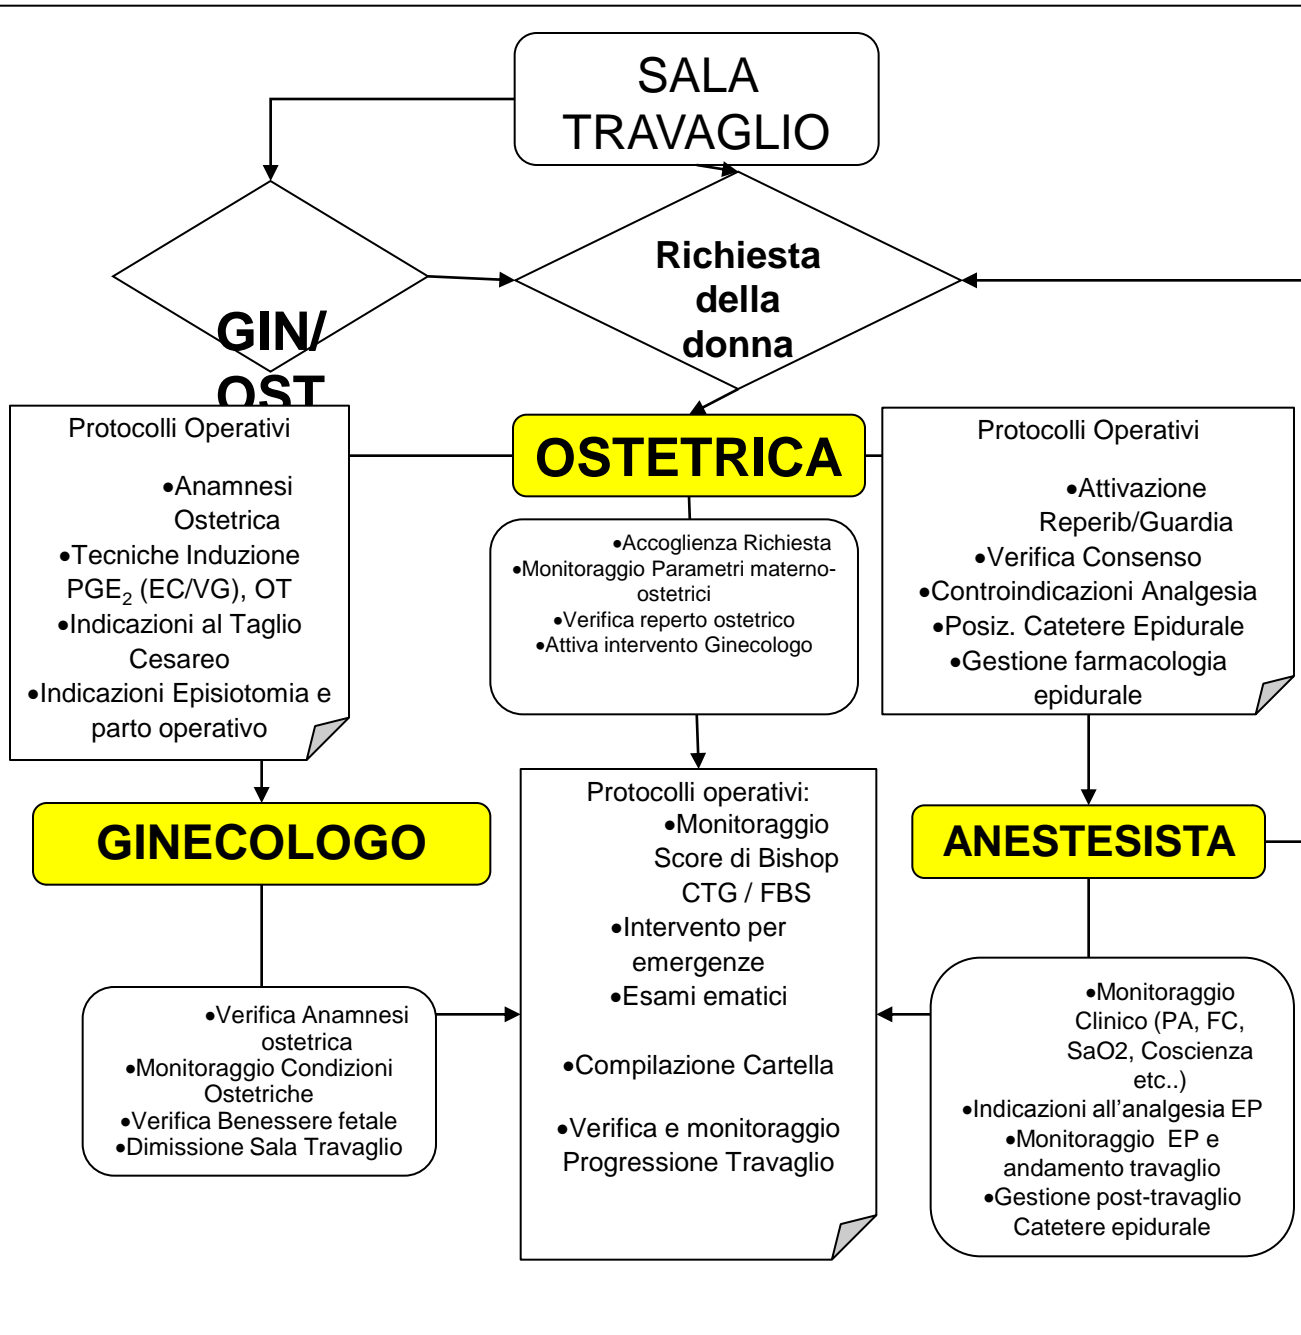 SALA
TRAVAGLIO
Richiesta
della
donna
GIN/
OST
OSTETRICA
Protocolli Operativi
•Anamnesi
Ostetrica
•Tecniche Induzione
PGE2 (EC/VG), OT
•Indicazioni al Taglio
Cesareo
•Indicazioni Episiotomia e
parto operativo
•Accoglienza Richiesta
•Monitoraggio Parametri materno-
ostetrici
•Verifica reperto ostetrico
•Attiva intervento Ginecologo
Protocolli Operativi
•Attivazione
Reperib/Guardia
•Verifica Consenso
•Controindicazioni Analgesia
•Posiz. Catetere Epidurale
•Gestione farmacologia
epidurale
GINECOLOGO
Protocolli operativi:
•Monitoraggio
Score di Bishop
CTG / FBS
•Intervento per
emergenze
•Esami ematici
•Compilazione Cartella
•Verifica e monitoraggio
Progressione Travaglio
ANESTESISTA
•Verifica Anamnesi
ostetrica
•Monitoraggio Condizioni
Ostetriche
•Verifica Benessere fetale
•Dimissione Sala Travaglio
•Monitoraggio
Clinico (PA, FC,
SaO2, Coscienza
etc..)
•Indicazioni all’analgesia EP
•Monitoraggio EP e
andamento travaglio
•Gestione post-travaglio
Catetere epidurale